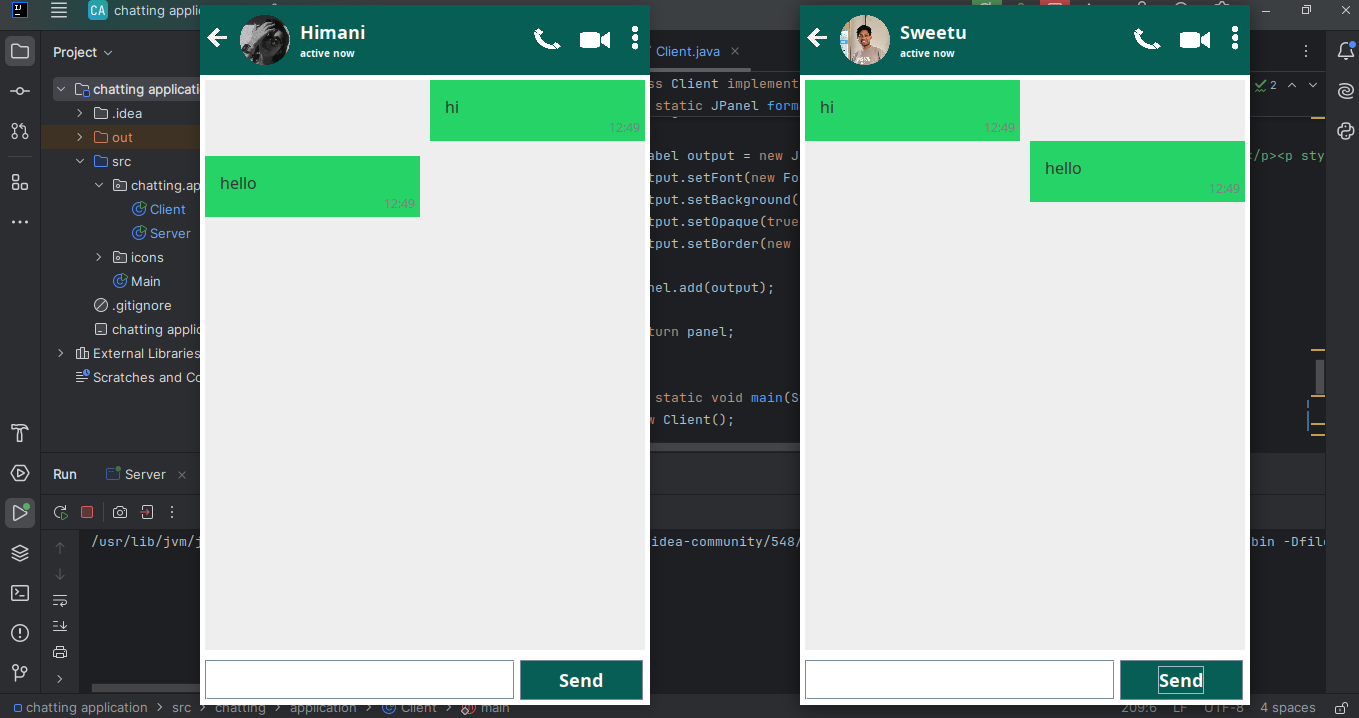 CA chatting applic
Project
chatting applicati
.idea
out
src
chatting.ap
Client
Server
icons
Main
.gitignore
chatting applic
External Libraries
Scratches and Co
Himani
active now
hi
12:49
hello
12:49
Send
Client.java
ss Client implement
static JPanel form
abel output = new J
tput.setFont(new Fo
tput.setBackground(
tput.setOpaque(true
tput.setBorder(new
nel.add(output);
turn panel;
static void main(S
w Client();
Sweetu
active now
hi
12:49
hello
12:49
Send
2
/p><p sty
Run
Server
/usr/lib/jvm/j
idea-community/548/
bin -Dfile
chatting application > src > chatting > application > Client > main
209:6 LF UTF-8 4 spaces